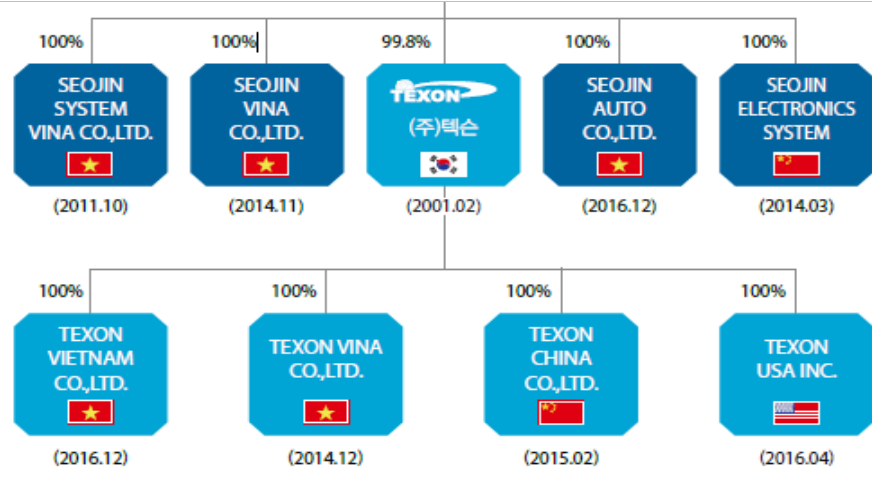 100%
100%
99.8%
100%
100%
SEOJIN
SYSTEM
VINA CO.,LTD.
SEOJIN
VINA
CO.,LTD.
TEXON
(주)텍슨
SEOJIN
AUTO
CO.,LTD.
SEOJIN
ELECTRONICS
SYSTEM
(2011.10)
(2014.11)
(2001.02)
(2016.12)
(2014.03)
100%
100%
100%
100%
TEXON
VIETNAM
CO.,LTD.
TEXON VINA
CO.,LTD.
TEXON
CHINA
CO.,LTD.
TEXON
USA INC.
(2016.12)
(2014.12)
(2015.02)
(2016.04)